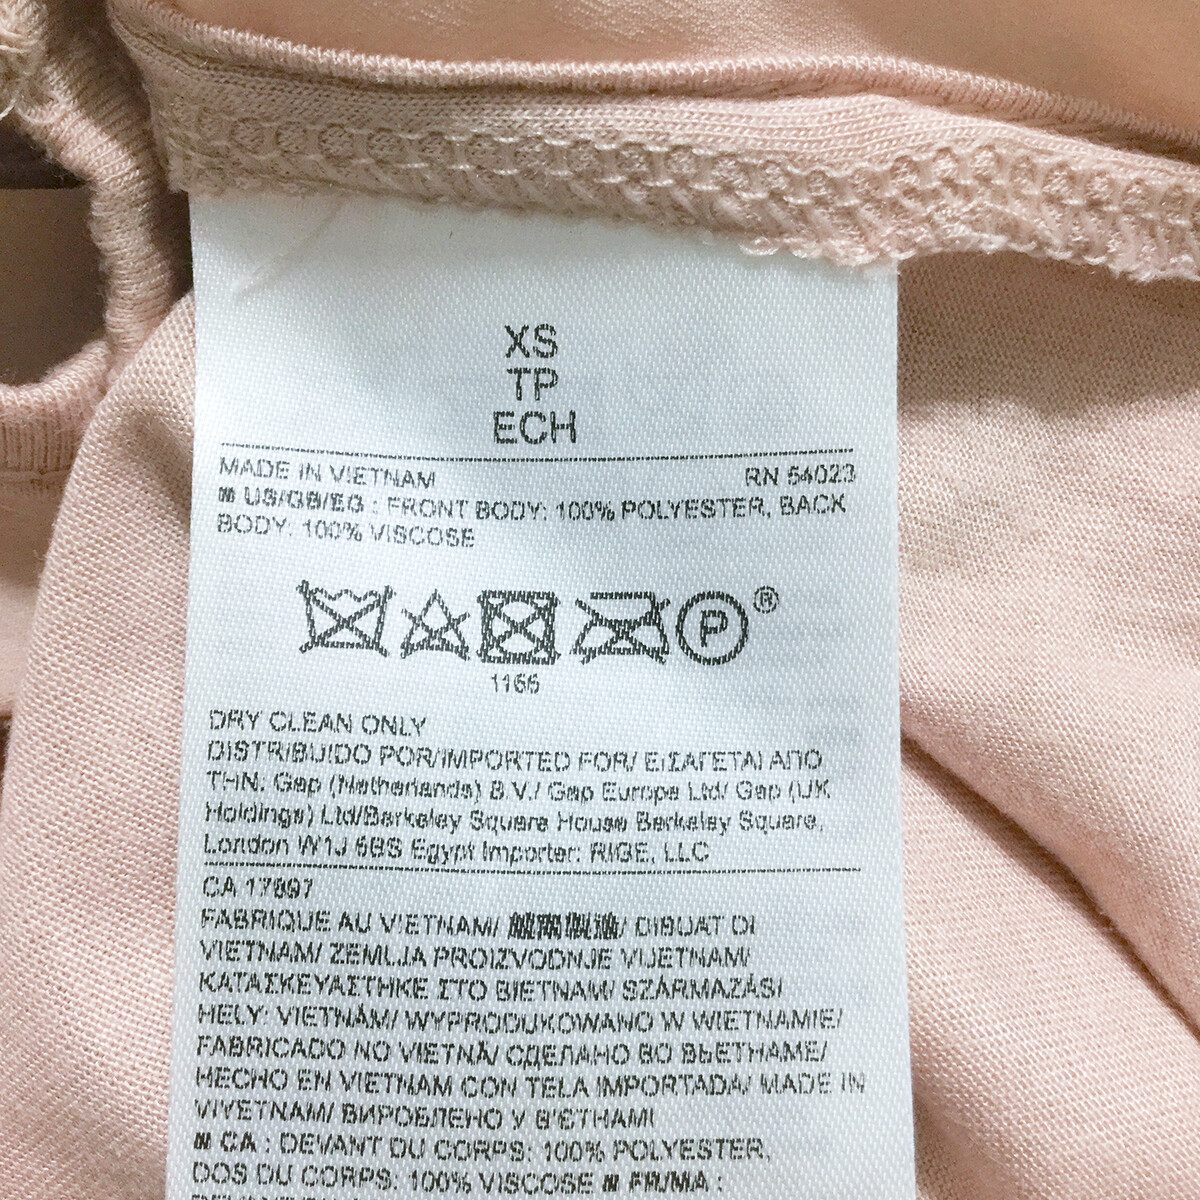 XS
TP
ECH
MADE IN VIETNAM RN 54023
US/GB/EG : FRONT BODY: 100% POLYESTER, BACK
BODY: 100% VISCOSE
P ®
1166
DRY CLEAN ONLY
DISTRIBUIDO POR/IMPORTED FOR/ ΕΙΣΑΓΕΤΑΙ ΑΠΟ
ΤΗΝ: Gap (Netherlands) B.V./ Gap Europe Ltd/ Gap (UK
Holdings) Ltd/Berkeley Square House Berkeley Square,
London W1J 6BS Egypt Importer: RIGE, LLC
CA 17897
FABRIQUE AU VIETNAM/ / DIBUAT DI
VIETNAM/ ZEMLJA PROIZVODNJE VIJETNAM/
ΚΑΤΑΣΚΕΥΑΣΤΗΚΕ ΣΤΟ ΒΙΕΤΝΑΜ/ SZÁRMAZÁSI
HELY: VIETNÁM/ WYPRODUKOWANO W WIETNAMIE/
FABRICADO NO VIETNÃ/ СДЕЛАНО ВО ВЬЕТНАМЕ/
HECHO EN VIETNAM CON TELA IMPORTADA/ MADE IN
VIYETNAM/ ВИРОБЛЕНО У В'ЄТНАМІ
CA : DEVANT DU CORPS: 100% POLYESTER,
DOS DU CORPS: 100% VISCOSE FR/MA :